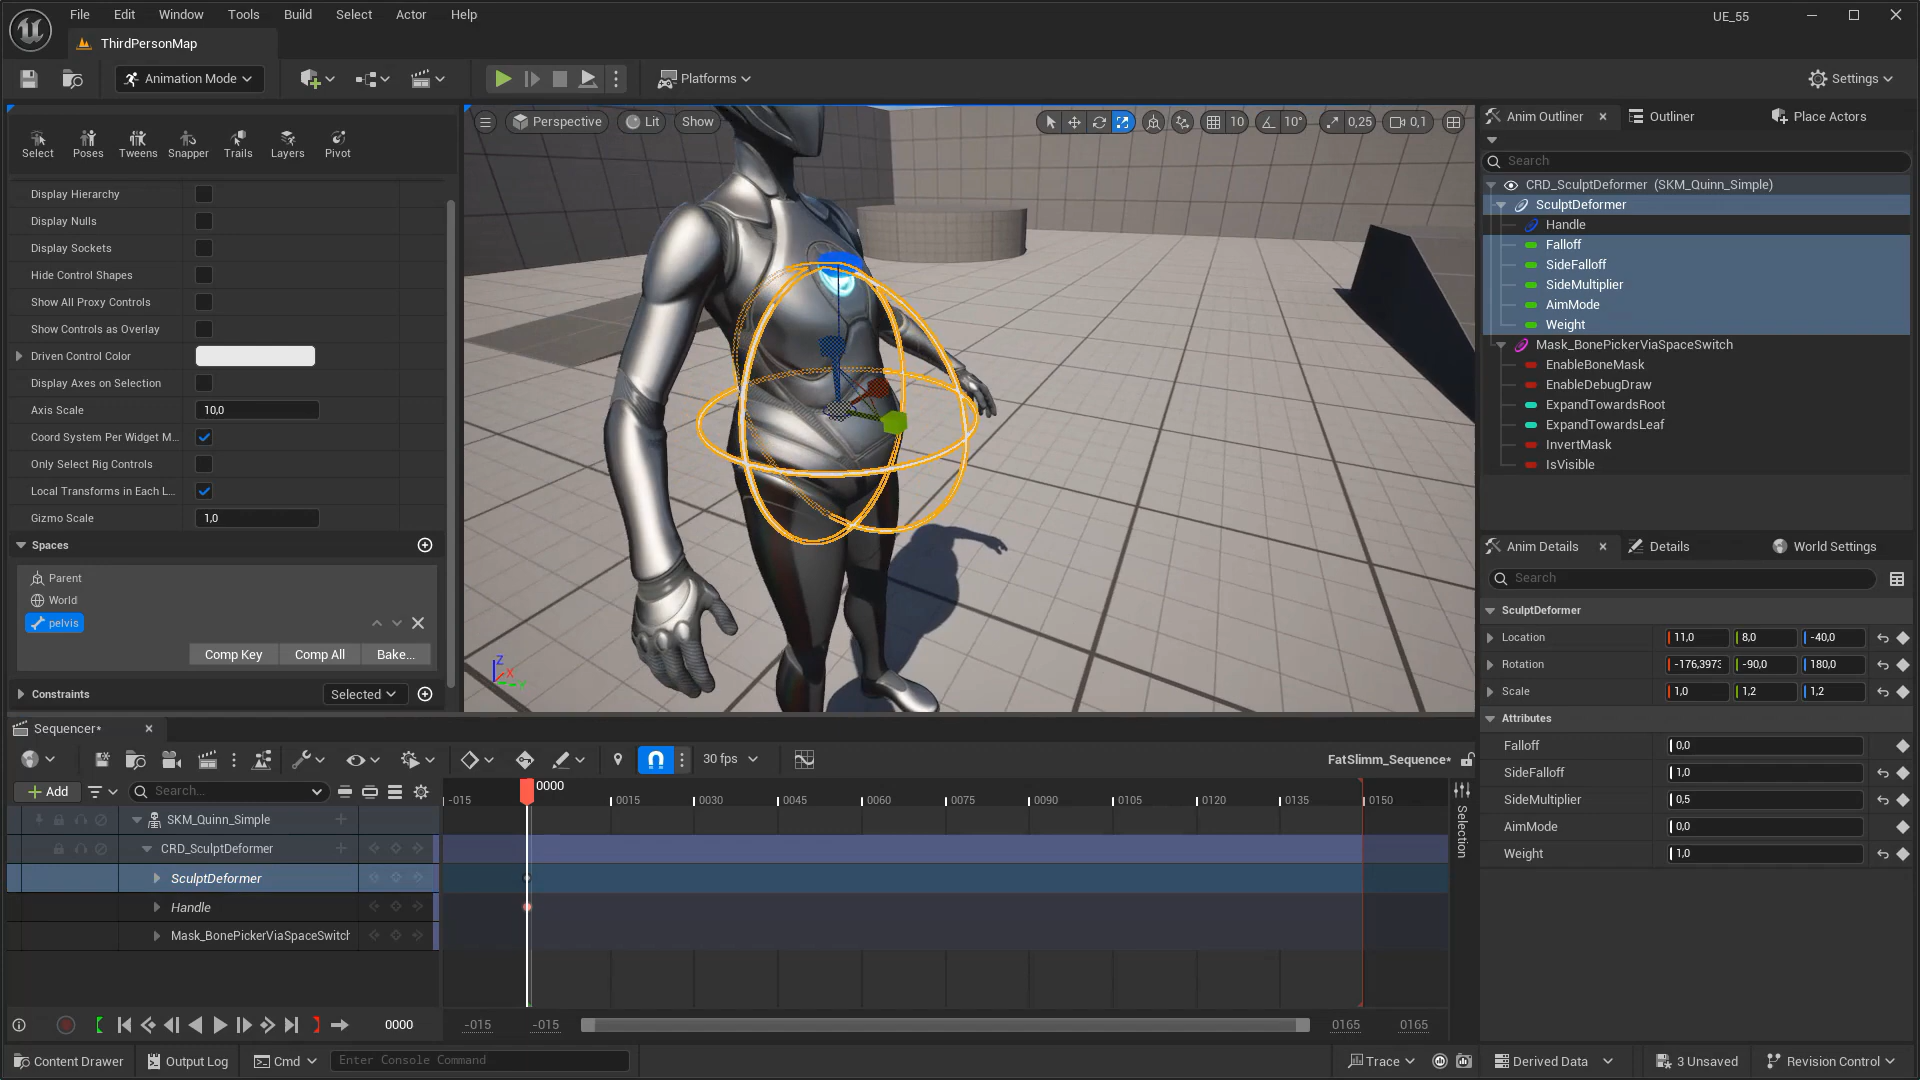 File Edit Window Tools Build Select Actor Help
UE_55
ThirdPersonMap
Animation Mode
Platforms
Settings
Select Poses Tweens Snapper Trails Layers Pivot
Display Hierarchy
Display Nulls
Display Sockets
Hide Control Shapes
Show All Proxy Controls
Show Controls as Overlay
Driven Control Color
Display Axes on Selection
Axis Scale 10,0
Coord System Per Widget M...
Only Select Rig Controls
Local Transforms in Each L...
Gizmo Scale 1,0
Spaces
Parent
World
pelvis
Comp Key Comp All Bake...
Constraints Selected
Perspective Lit Show
10 10° 0,25 0,1
Z
X
Y
Anim Outliner Outliner Place Actors
Search
CRD_SculptDeformer (SKM_Quinn_Simple)
SculptDeformer
Handle
Falloff
SideFalloff
SideMultiplier
AimMode
Weight
Mask_BonePickerViaSpaceSwitch
EnableBoneMask
EnableDebugDraw
ExpandTowardsRoot
ExpandTowardsLeaf
InvertMask
IsVisible
Anim Details Details World Settings
Search
SculptDeformer
Location 11,0 8,0 -40,0
Rotation -176,3973 -90,0 180,0
Scale 1,0 1,2 1,2
Attributes
Falloff 0,0
SideFalloff 1,0
SideMultiplier 0,5
AimMode 0,0
Weight 1,0
Sequencer*
30 fps
FatSlimm_Sequence*
Add Search...
0000
-015 0015 0030 0045 0060 0075 0090 0105 0120 0135 0150
Selection
SKM_Quinn_Simple
CRD_SculptDeformer
SculptDeformer
Handle
Mask_BonePickerViaSpaceSwitch
0000 -015 -015 0165 0165
Content Drawer Output Log Cmd Enter Console Command
Trace Derived Data 3 Unsaved Revision Control